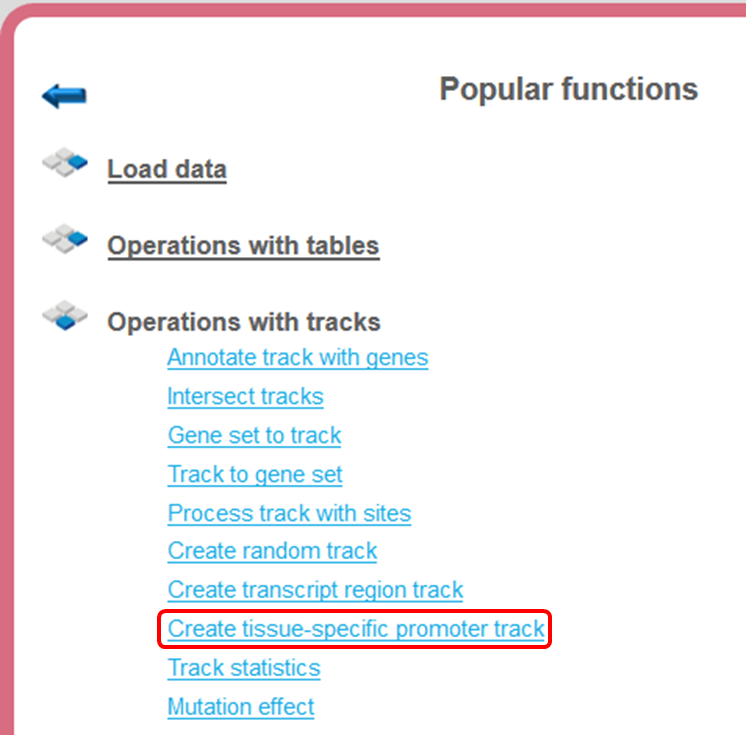 Popular functions
Load data
Operations with tables
Operations with tracks
Annotate track with genes
Intersect tracks
Gene set to track
Track to gene set
Process track with sites
Create random track
Create transcript region track
Create tissue-specific promoter track
Track statistics
Mutation effect